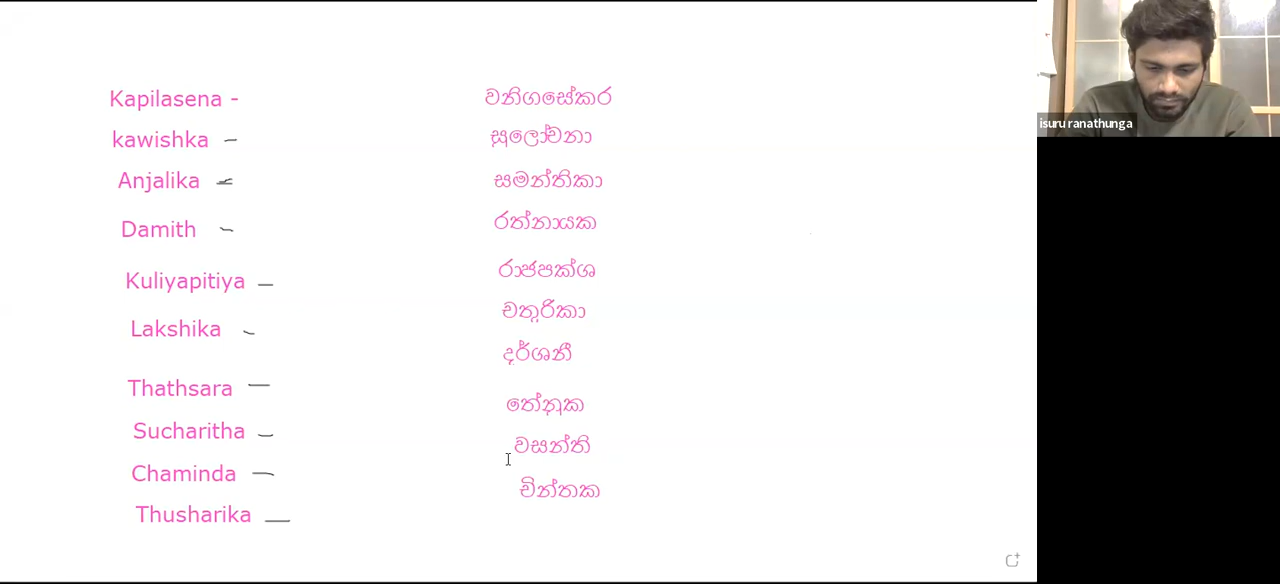 Kapilasena -
kawishka -
Anjalika -
Damith -
Kuliyapitiya -
Lakshika -
Thathsara -
Sucharitha -
Chaminda -
Thusharika -
වනිගසේකර
සුලෝචනා
සමන්තිකා
රත්නායක
රාජපක්ශ
චතුරිකා
දර්ශනී
තේනුක
වසන්ති
චින්තක
isuru ranathunga